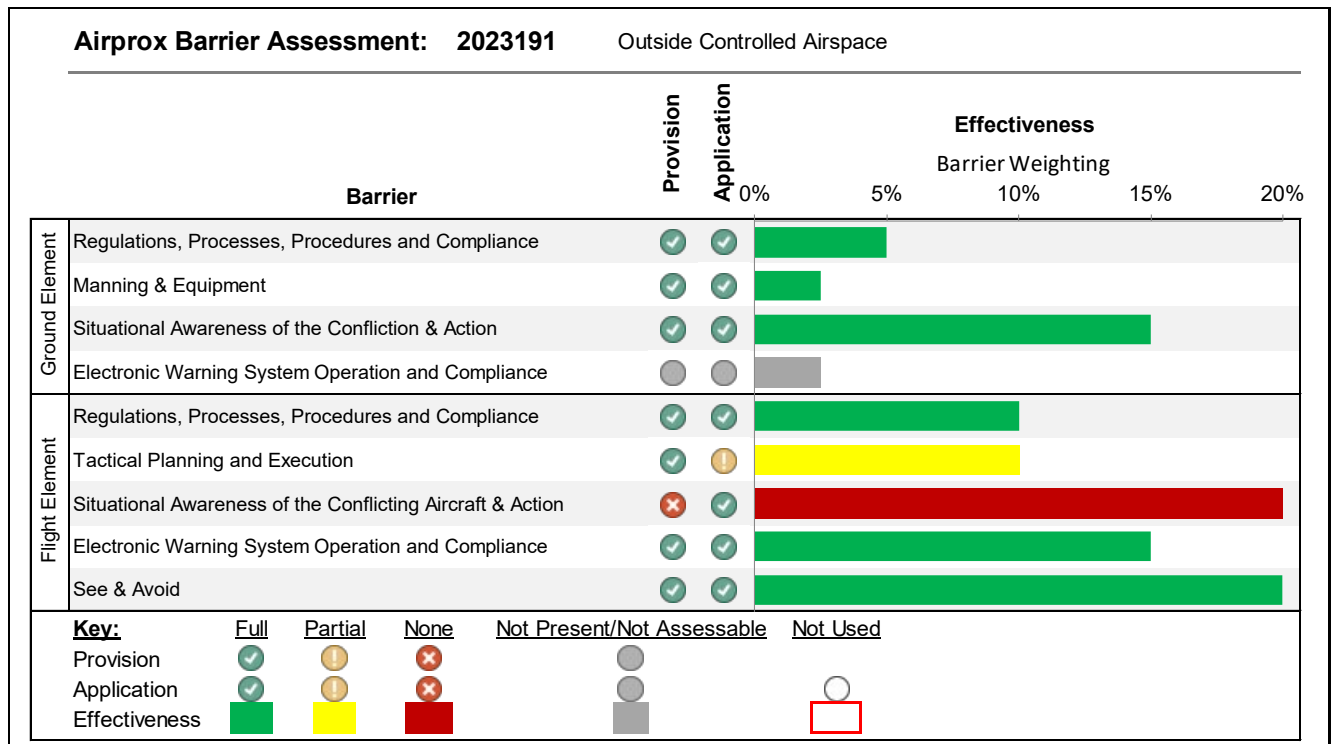 Airprox Barrier Assessment: 2023191 Outside Controlled Airspace
Provision
Application
Effectiveness
Barrier Weighting
Barrier
0% 5% 10% 15% 20%
Ground Element
Regulations, Processes, Procedures and Compliance
Manning & Equipment
Situational Awareness of the Confliction & Action
Electronic Warning System Operation and Compliance
Flight Element
Regulations, Processes, Procedures and Compliance
Tactical Planning and Execution
Situational Awareness of the Conflicting Aircraft & Action
Electronic Warning System Operation and Compliance
See & Avoid
Key: Full Partial None Not Present/Not Assessable Not Used
Provision
Application
Effectiveness